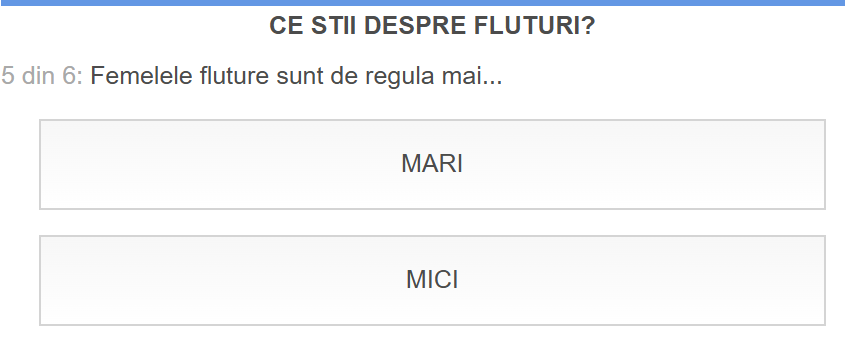 CE STII DESPRE FLUTURI?
5 din 6: Femelele fluture sunt de regula mai...
MARI
MICI